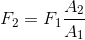 F₂ = F₁ A₂/A₁